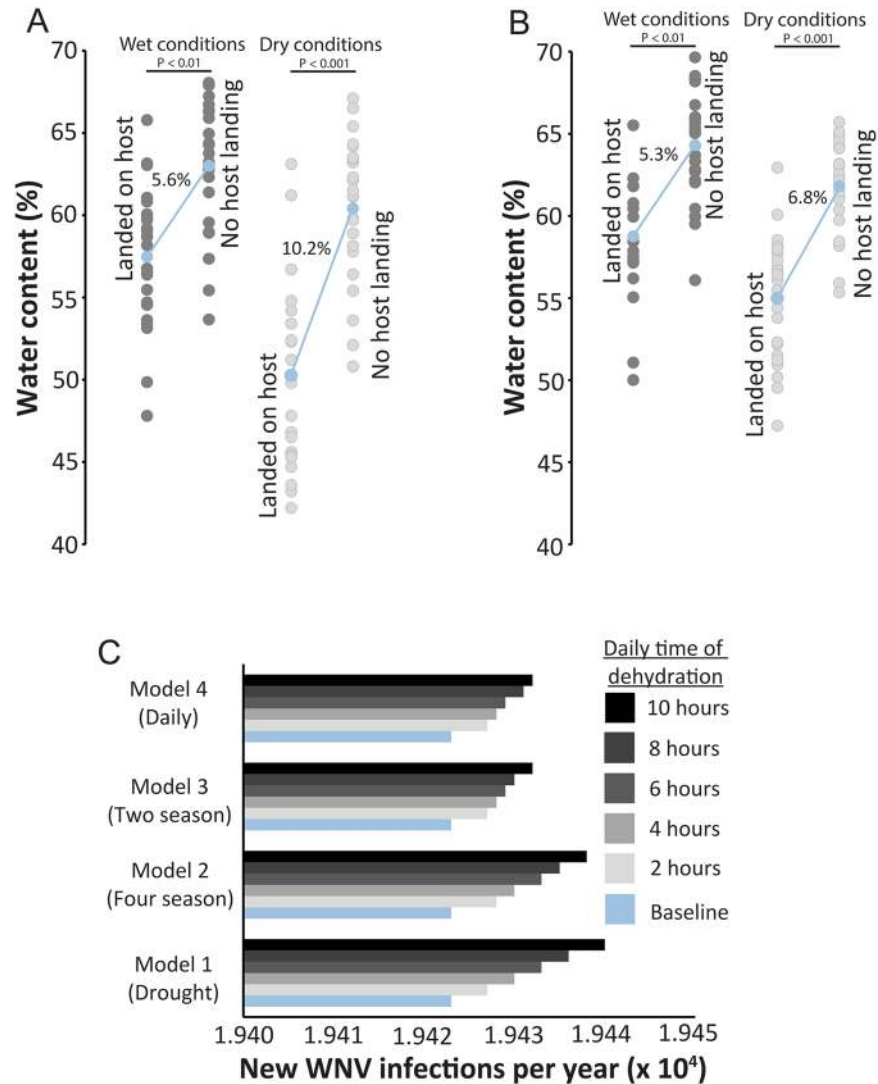 A
Wet conditions
P < 0.01
Dry conditions
P < 0.001
70
65
60
55
50
45
40
Water content (%)
Landed on host
5.6%
No host landing
Landed on host
10.2%
No host landing
B
Wet conditions
P < 0.01
Dry conditions
P < 0.001
70
65
60
55
50
45
40
Water content (%)
Landed on host
5.3%
No host landing
Landed on host
6.8%
No host landing
C
Model 4
(Daily)
Model 3
(Two season)
Model 2
(Four season)
Model 1
(Drought)
1.940 1.941 1.942 1.943 1.944 1.945
New WNV infections per year (x 10⁴)
Daily time of
dehydration
10 hours
8 hours
6 hours
4 hours
2 hours
Baseline